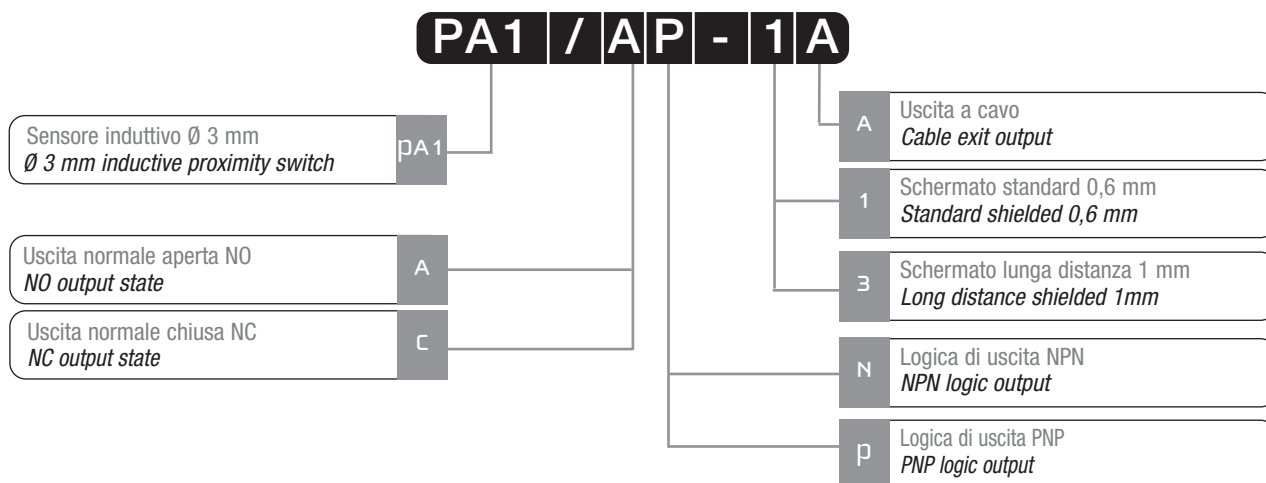 PA1 / A P - 1 A
Sensore induttivo Ø 3 mm
Ø 3 mm inductive proximity switch
pA1
Uscita normale aperta NO
NO output state
A
Uscita normale chiusa NC
NC output state
C
A
Uscita a cavo
Cable exit output
1
Schermato standard 0,6 mm
Standard shielded 0,6 mm
3
Schermato lunga distanza 1 mm
Long distance shielded 1mm
N
Logica di uscita NPN
NPN logic output
p
Logica di uscita PNP
PNP logic output